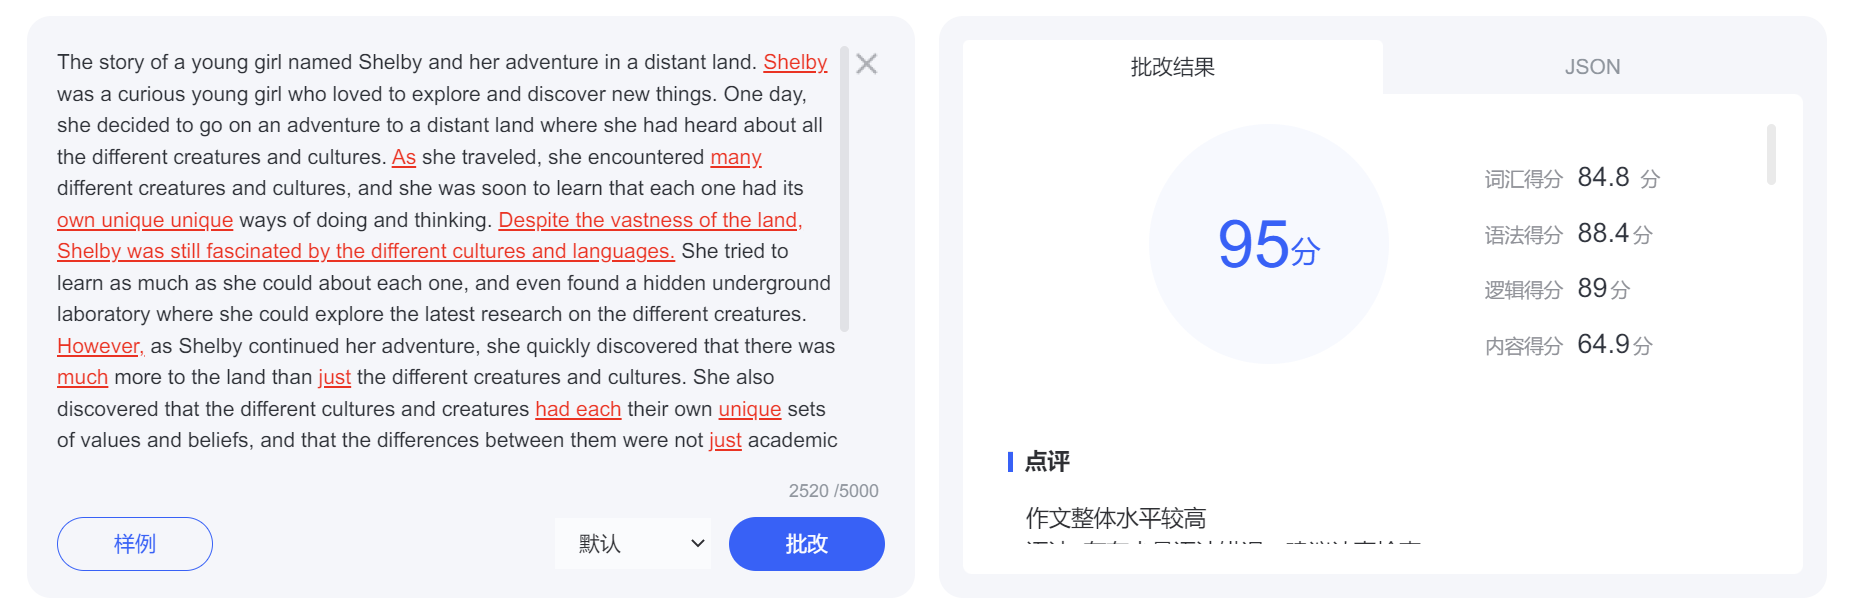 The story of a young girl named Shelby and her adventure in a distant land. Shelby
was a curious young girl who loved to explore and discover new things. One day,
she decided to go on an adventure to a distant land where she had heard about all
the different creatures and cultures. As she traveled, she encountered many
different creatures and cultures, and she was soon to learn that each one had its
own unique unique ways of doing and thinking. Despite the vastness of the land,
Shelby was still fascinated by the different cultures and languages. She tried to
learn as much as she could about each one, and even found a hidden underground
laboratory where she could explore the latest research on the different creatures.
However, as Shelby continued her adventure, she quickly discovered that there was
much more to the land than just the different creatures and cultures. She also
discovered that the different cultures and creatures had each their own unique sets
of values and beliefs, and that the differences between them were not just academic
2520 /5000
样例
默认
批改
批改结果
JSON
95分
词汇得分 84.8 分
语法得分 88.4分
逻辑得分 89分
内容得分 64.9分
点评
作文整体水平较高